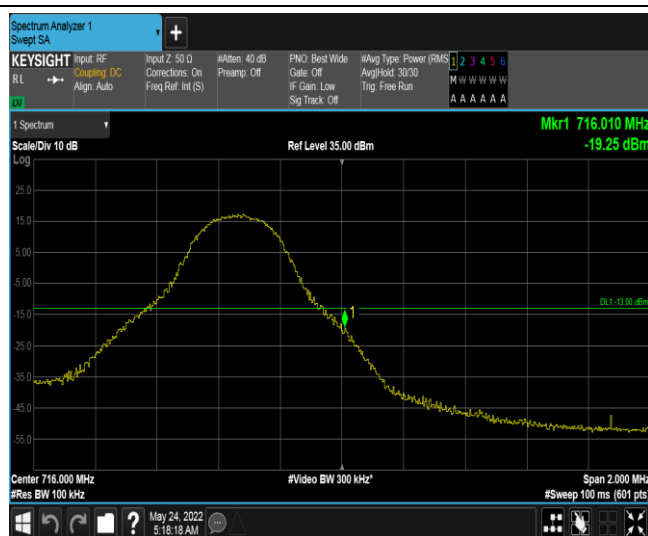 Spectrum Analyzer 1
Swept SA
+
KEYSIGHT
RL
LNI
Input: RF
Coupling: DC
Align: Auto
Input Z: 50 Ω
Corrections: On
Freq Ref: Int (S)
#Atten: 40 dB
Preamp: Off
PNO: Best Wide
Gate: Off
IF Gain: Low
Sig Track: Off
#Avg Type: Power (RMS
Avg|Hold: 30/30
Trig: Free Run
1 2 3 4 5 6
M W W W W W
A A A A A A
1 Spectrum
Mkr1 716.010 MHz
Scale/Div 10 dB
Ref Level 35.00 dBm
-19.25 dBm
Log
25.0
15.0
5.00
-5.00
DL1 -13.00 dBm
1
-15.0
-25.0
-35.0
-45.0
-55.0
Center 716.000 MHz
#Video BW 300 kHz*
Span 2.000 MHz
#Res BW 100 kHz
#Sweep 100 ms (601 pts)
?
May 24, 2022
5:18:18 AM